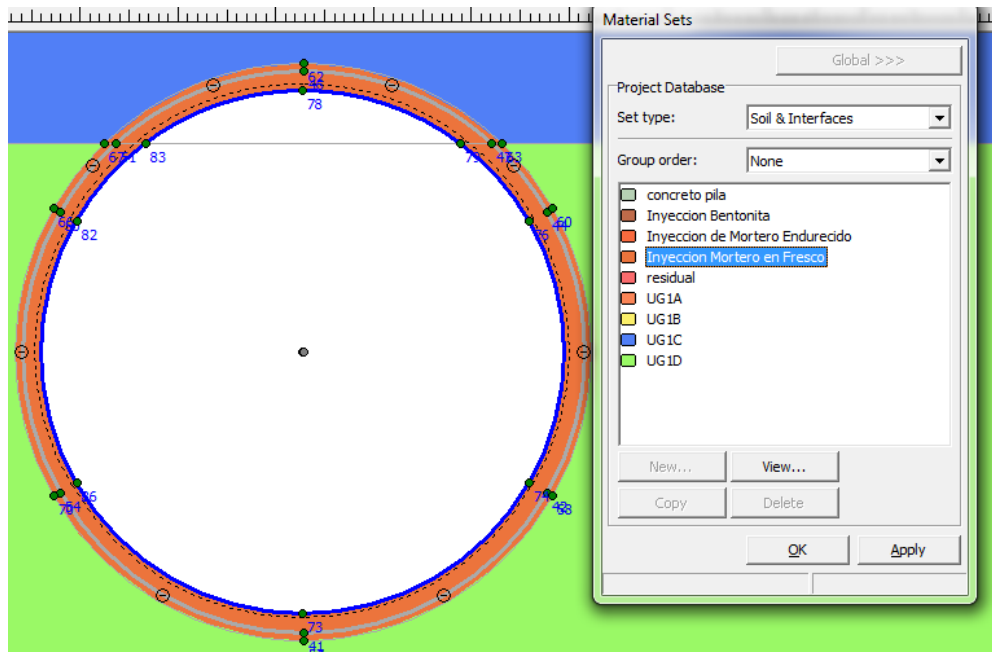 Material Sets
Global >>>
Project Database
Set type: Soil & Interfaces
Group order: None
concreto pila
Inyeccion Bentonita
Inyeccion de Mortero Endurecido
Inyeccion Mortero en Fresco
residual
UG1A
UG1B
UG1C
UG1D
New... View...
Copy Delete
OK Apply
62
78
83
82
60
86
73
41